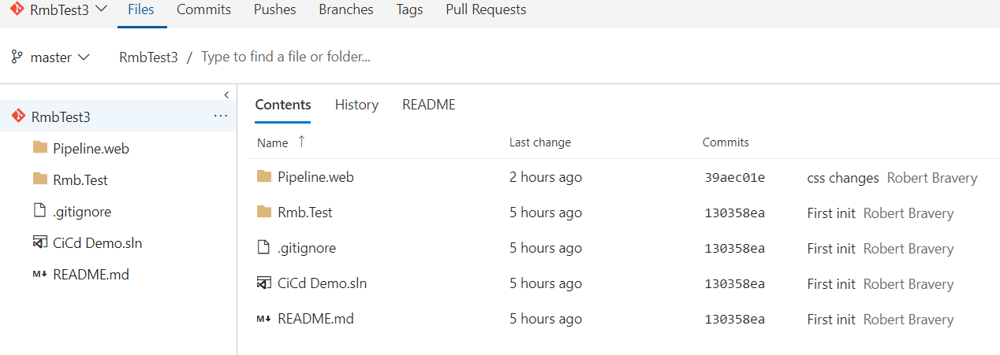 RmbTest3 Files Commits Pushes Branches Tags Pull Requests
master RmbTest3 / Type to find a file or folder...
RmbTest3 ...
Pipeline.web
Rmb.Test
.gitignore
CiCd Demo.sln
M↓ README.md
Contents History README
Name ↑ Last change Commits
Pipeline.web 2 hours ago 39aec01e css changes Robert Bravery
Rmb.Test 5 hours ago 130358ea First init Robert Bravery
.gitignore 5 hours ago 130358ea First init Robert Bravery
CiCd Demo.sln 5 hours ago 130358ea First init Robert Bravery
M↓ README.md 5 hours ago 130358ea First init Robert Bravery